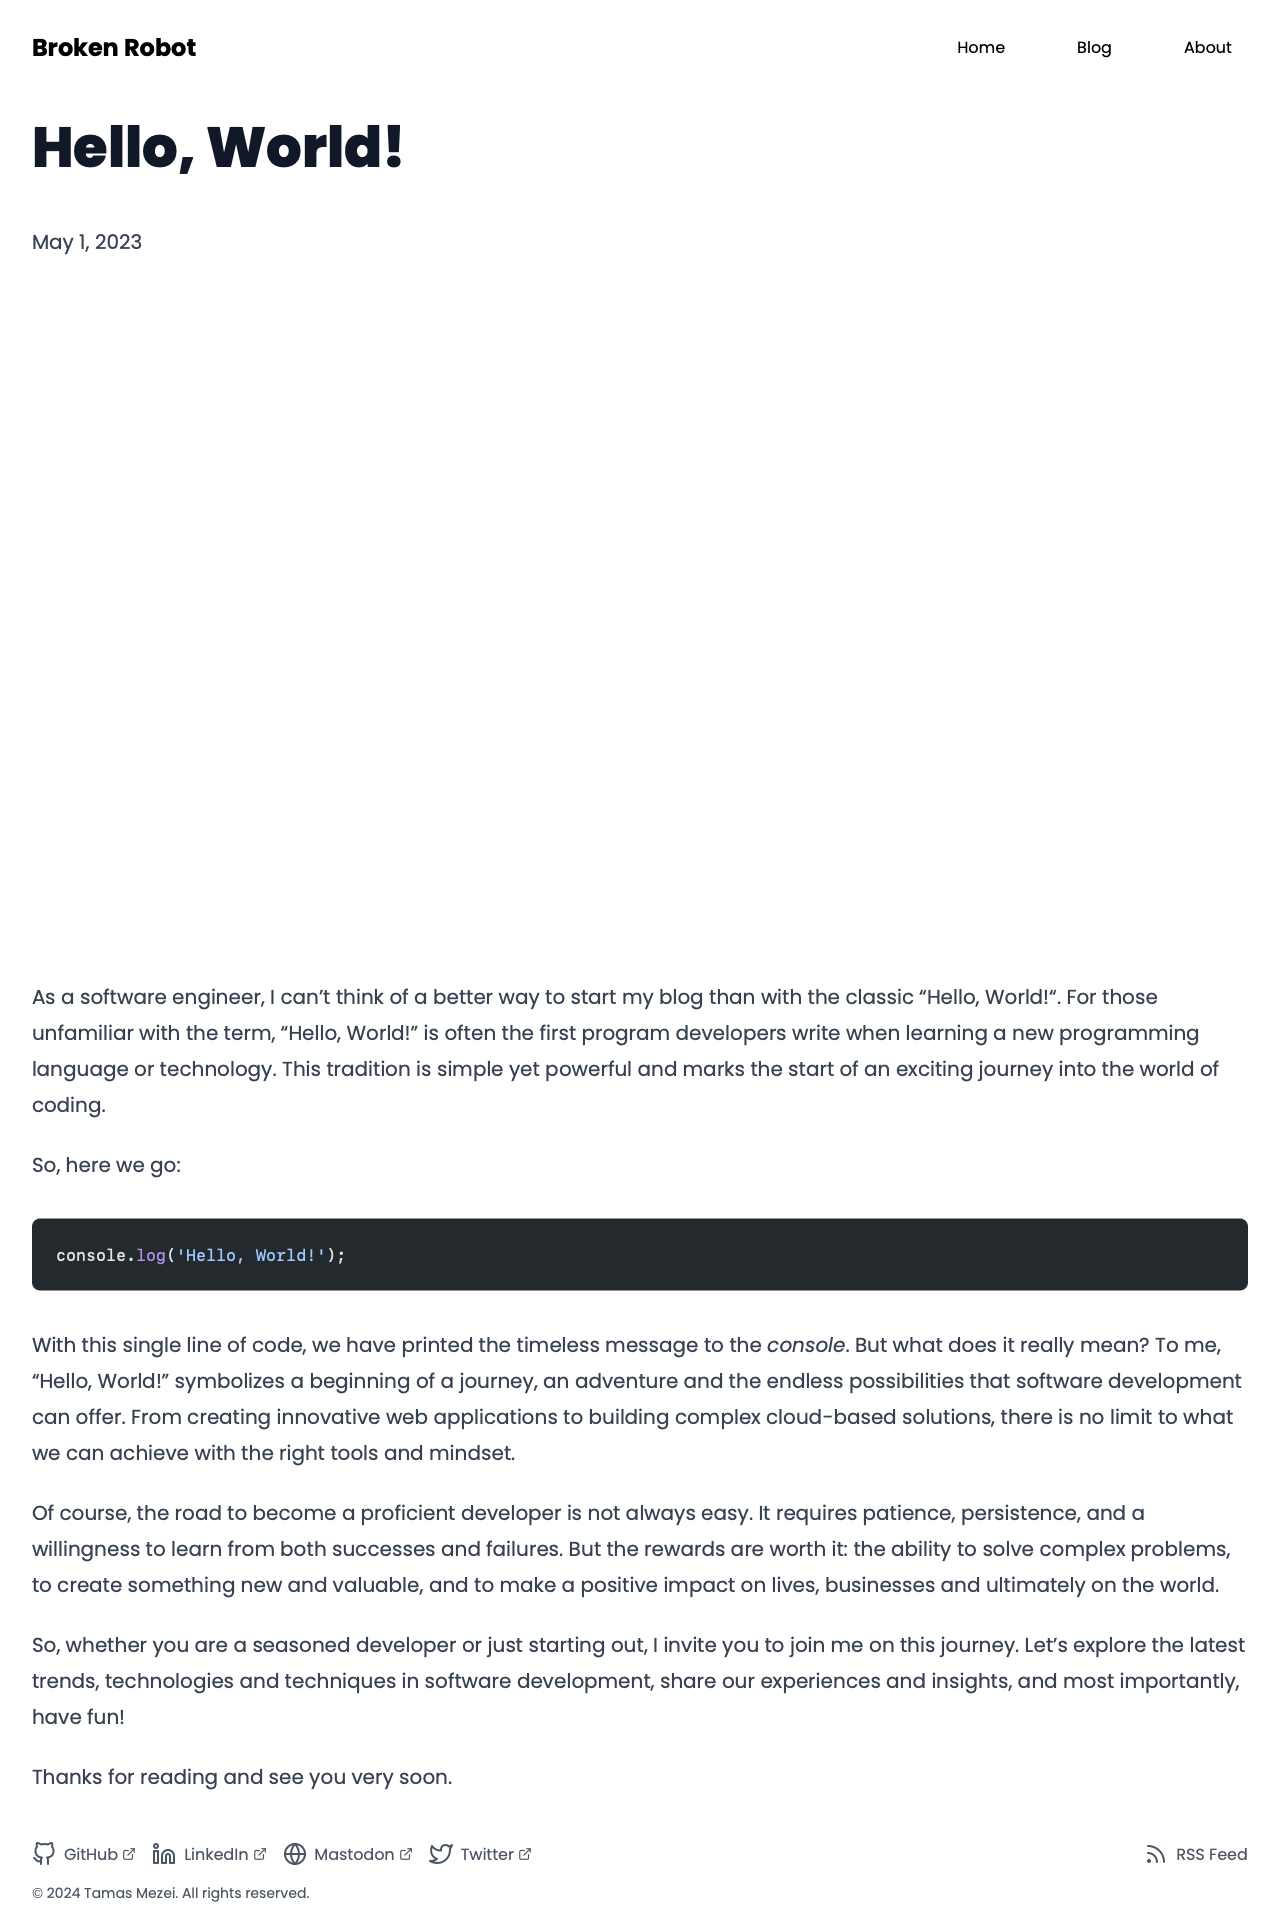 Broken Robot
Home
Blog
About
Hello, World!
May 1, 2023
As a software engineer, I can’t think of a better way to start my blog than with the classic “Hello, World!“. For those
unfamiliar with the term, “Hello, World!” is often the first program developers write when learning a new programming
language or technology. This tradition is simple yet powerful and marks the start of an exciting journey into the world of
coding.
So, here we go:
console.log('Hello, World!');
With this single line of code, we have printed the timeless message to the console. But what does it really mean? To me,
“Hello, World!” symbolizes a beginning of a journey, an adventure and the endless possibilities that software development
can offer. From creating innovative web applications to building complex cloud-based solutions, there is no limit to what
we can achieve with the right tools and mindset.
Of course, the road to become a proficient developer is not always easy. It requires patience, persistence, and a
willingness to learn from both successes and failures. But the rewards are worth it: the ability to solve complex problems,
to create something new and valuable, and to make a positive impact on lives, businesses and ultimately on the world.
So, whether you are a seasoned developer or just starting out, I invite you to join me on this journey. Let’s explore the latest
trends, technologies and techniques in software development, share our experiences and insights, and most importantly,
have fun!
Thanks for reading and see you very soon.
GitHub
LinkedIn
Mastodon
Twitter
RSS Feed
© 2024 Tamas Mezei. All rights reserved.